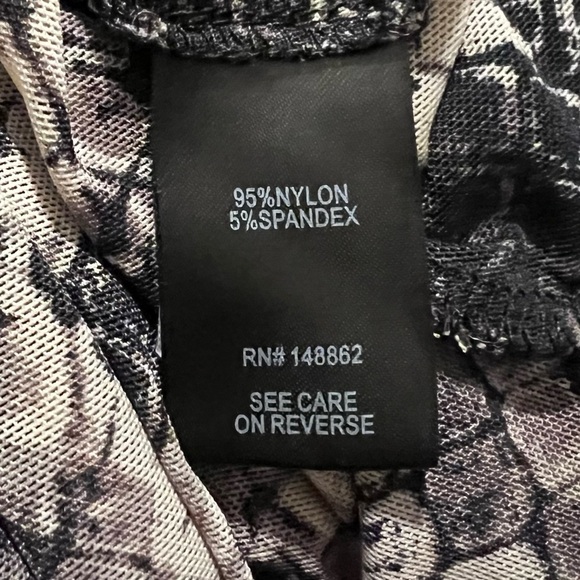 95%NYLON
5%SPANDEX
RN# 148862
SEE CARE
ON REVERSE